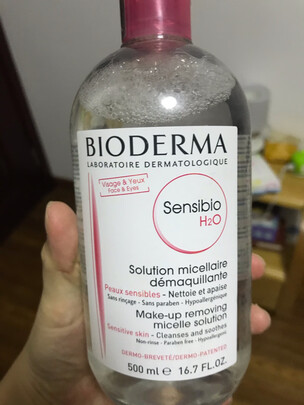 BIODERMA
LABORATOIRE DERMATOLOGIQUE
Visage & Yeux
Face & Eyes
Sensibio
H2O
Solution micellaire
démaquillante
Peaux sensibles - Nettoie et apaise
Sans rinçage - Sans paraben - Hypoallergénique
Make-up removing
micelle solution
Sensitive skin - Cleanses and soothes
Non rinse - Paraben free - Hypoallergenic
DERMO-BREVETÉ/DERMO-PATENTED
500 ml ℮ 16.7 FL.OZ.